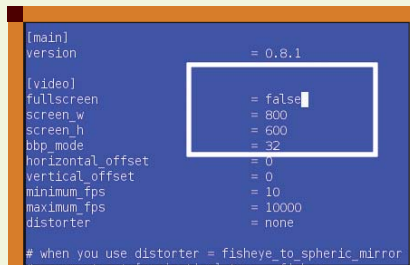 [main]
version = 0.8.1
[video]
fullscreen = false
screen_w = 800
screen_h = 600
bbp_mode = 32
horizontal_offset = 0
vertical_offset = 0
minimum_fps = 10
maximum_fps = 10000
distorter = none
# when you use distorter = fisheye_to_spheric_mirror